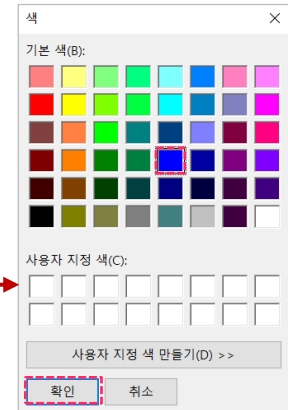 색
기본 색(B):
사용자 지정 색(C):
사용자 지정 색 만들기(D) >>
확인
취소